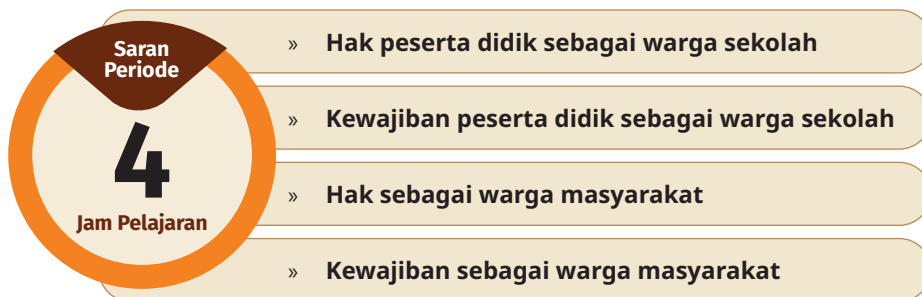 Saran
Periode
4
Jam Pelajaran
» Hak peserta didik sebagai warga sekolah
» Kewajiban peserta didik sebagai warga sekolah
» Hak sebagai warga masyarakat
» Kewajiban sebagai warga masyarakat